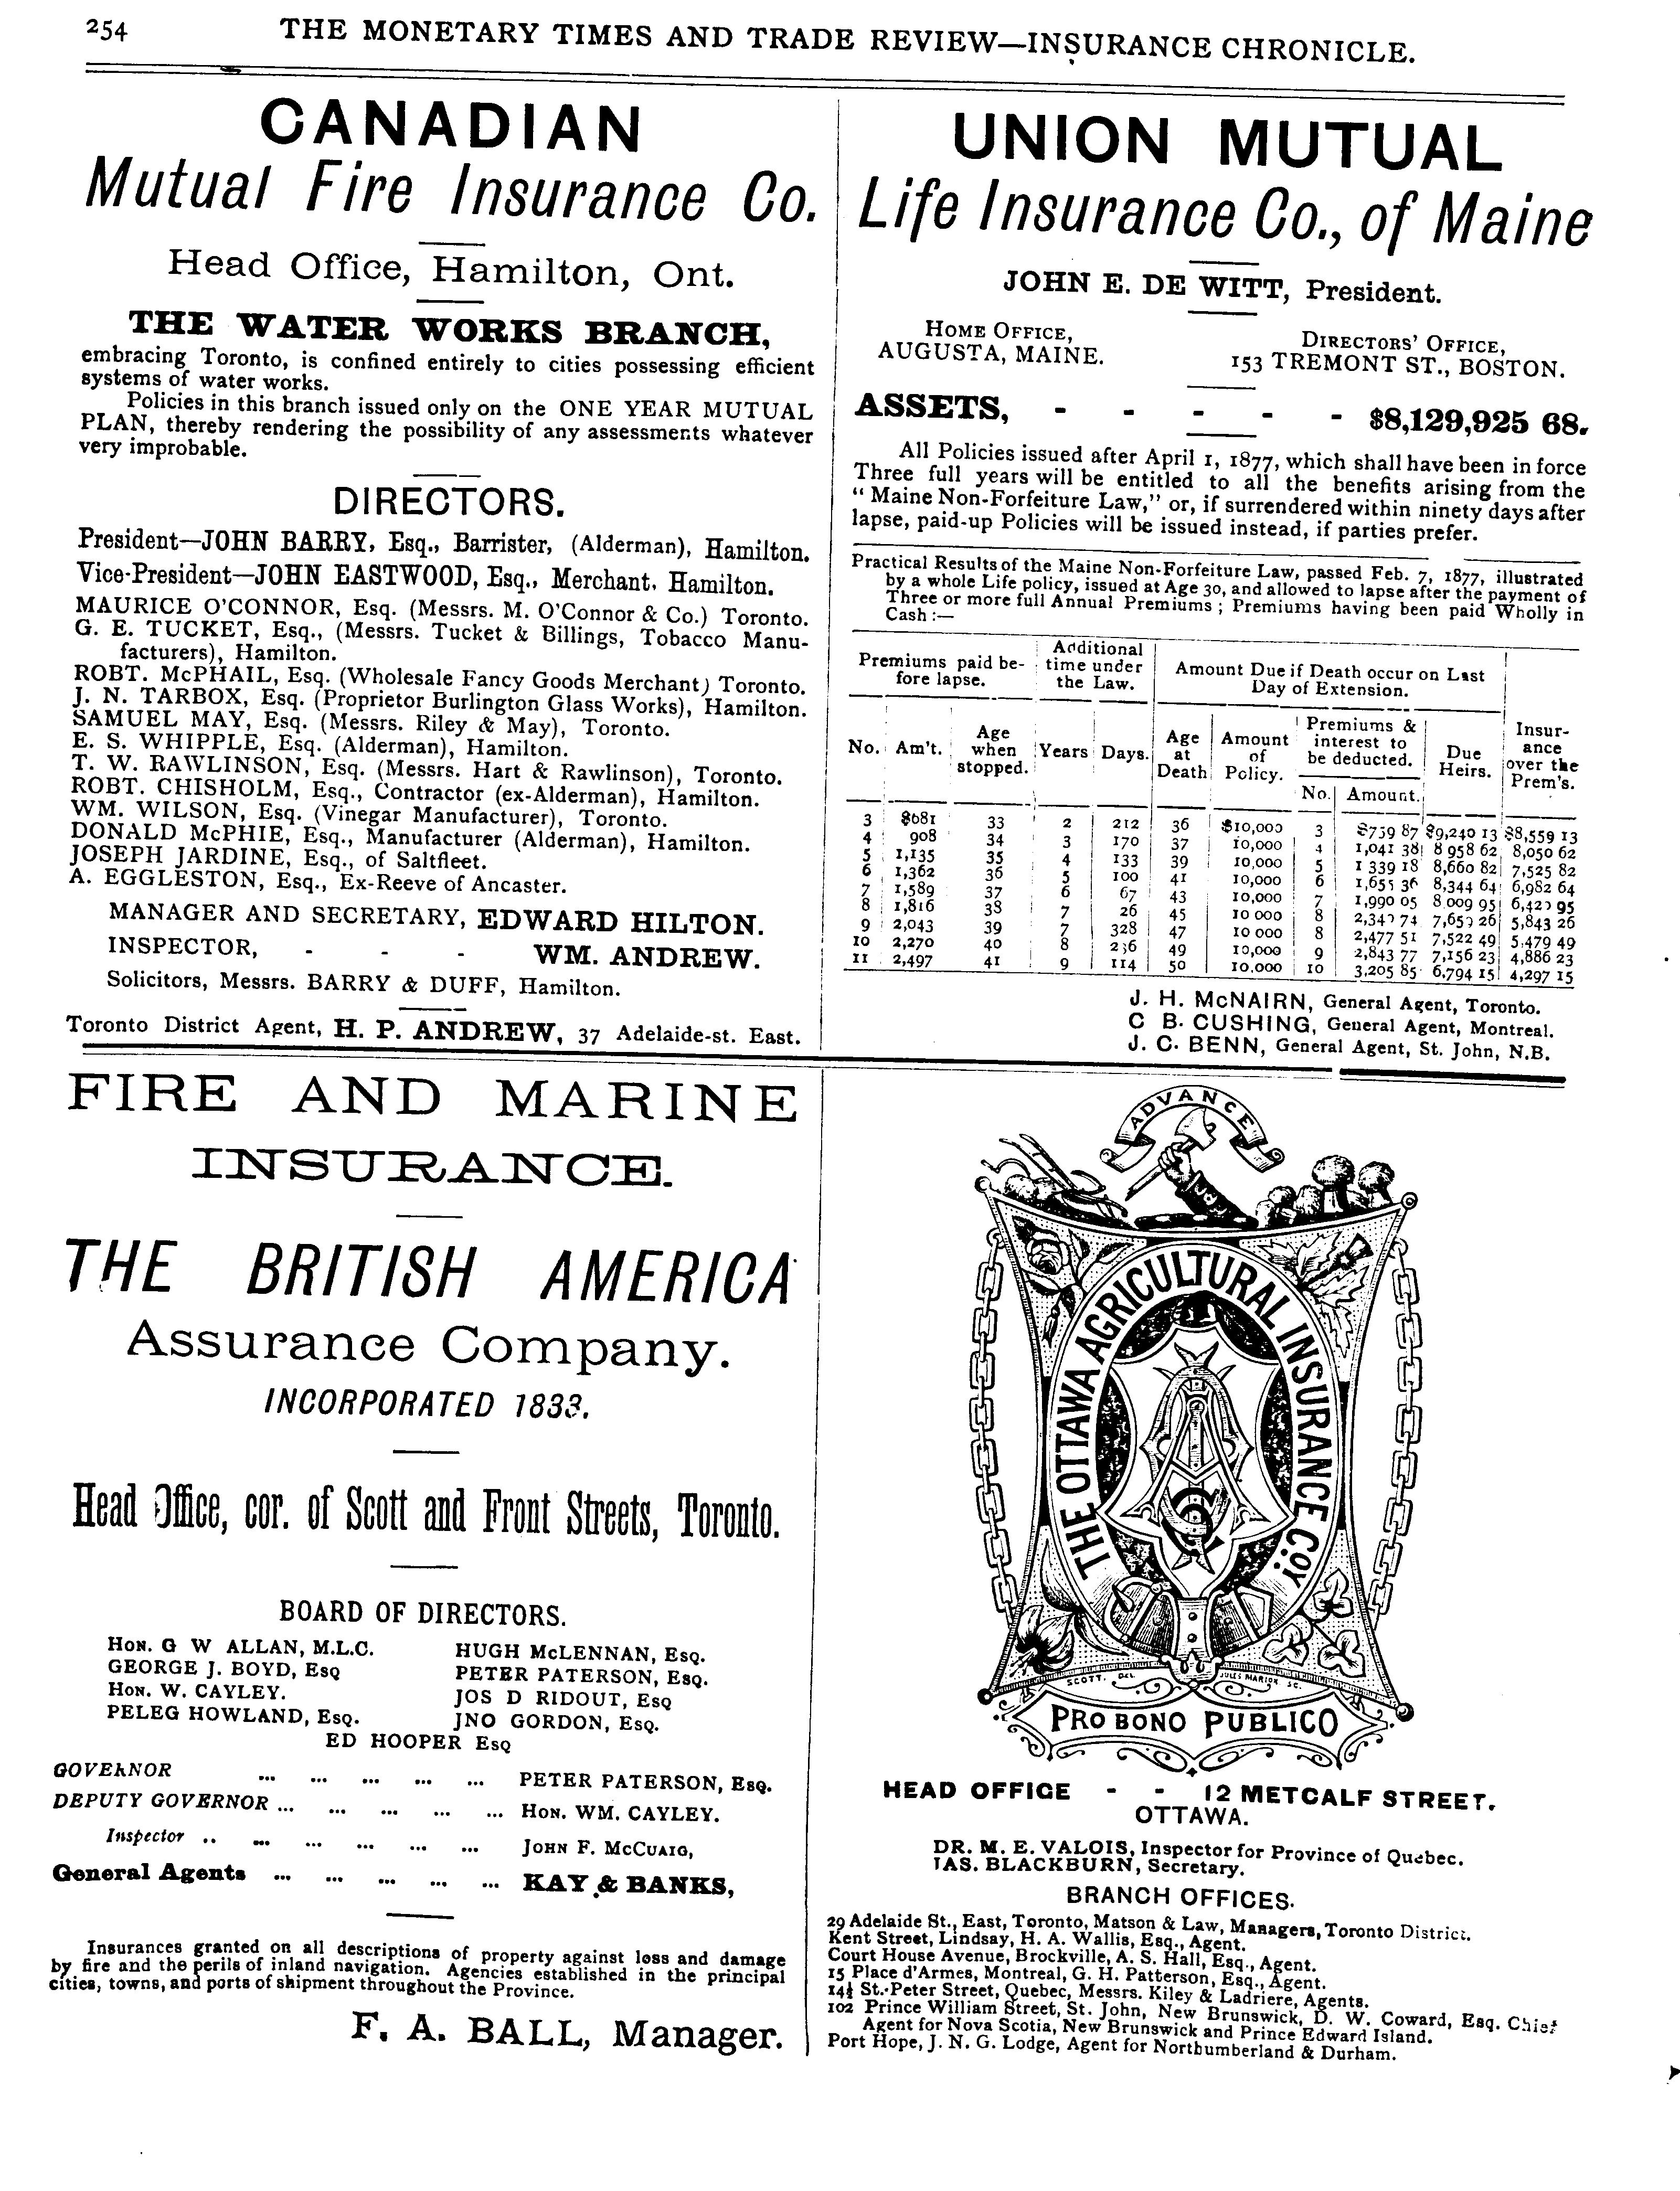 254 THE MONETARY TIMES AND TRADE REVIEW—INSURANCE CHRONICLE.
CANADIAN
Mutual Fire Insurance Co.
Head Office, Hamilton, Ont.
THE WATER WORKS BRANCH,
embracing Toronto, is confined entirely to cities possessing efficient
systems of water works.
Policies in this branch issued only on the ONE YEAR MUTUAL
PLAN, thereby rendering the possibility of any assessments whatever
very improbable.
DIRECTORS.
President—JOHN BARRY, Esq., Barrister, (Alderman), Hamilton.
Vice-President—JOHN EASTWOOD, Esq., Merchant, Hamilton.
MAURICE O'CONNOR, Esq. (Messrs. M. O'Connor & Co.) Toronto.
G. E. TUCKET, Esq., (Messrs. Tucket & Billings, Tobacco Manu-
facturers), Hamilton.
ROBT. McPHAIL, Esq. (Wholesale Fancy Goods Merchant) Toronto.
J. N. TARBOX, Esq. (Proprietor Burlington Glass Works), Hamilton.
SAMUEL MAY, Esq. (Messrs. Riley & May), Toronto.
E. S. WHIPPLE, Esq. (Alderman), Hamilton.
T. W. RAWLINSON, Esq. (Messrs. Hart & Rawlinson), Toronto.
ROBT. CHISHOLM, Esq., Contractor (ex-Alderman), Hamilton.
WM. WILSON, Esq. (Vinegar Manufacturer), Toronto.
DONALD McPHIE, Esq., Manufacturer (Alderman), Hamilton.
JOSEPH JARDINE, Esq., of Saltfleet.
A. EGGLESTON, Esq., Ex-Reeve of Ancaster.
MANAGER AND SECRETARY, EDWARD HILTON.
INSPECTOR, - - - WM. ANDREW.
Solicitors, Messrs. BARRY & DUFF, Hamilton.
Toronto District Agent, H. P. ANDREW, 37 Adelaide-st. East.
UNION MUTUAL
Life Insurance Co., of Maine
JOHN E. DE WITT, President.
HOME OFFICE,
AUGUSTA, MAINE.
DIRECTORS' OFFICE,
153 TREMONT ST., BOSTON.
ASSETS, - - - - - $8,129,925 68.
All Policies issued after April 1, 1877, which shall have been in force
Three full years will be entitled to all the benefits arising from the
"Maine Non-Forfeiture Law," or, if surrendered within ninety days after
lapse, paid-up Policies will be issued instead, if parties prefer.
Practical Results of the Maine Non-Forfeiture Law, passed Feb. 7, 1877, illustrated
by a whole Life policy, issued at Age 30, and allowed to lapse after the payment of
Three or more full Annual Premiums; Premiums having been paid Wholly in
Cash:—
Premiums paid be-
fore lapse.
Additional
time under
the Law.
Amount Due if Death occur on Last
Day of Extension.
No. Am't. Age
when
stopped. Years Days. Age
at
Death Amount
of
Policy. Premiums &
interest to
be deducted. Due
Heirs. Insur-
ance
over the
Prem's.
No. Amount.
3 $681 33 2 212 36 $10,000 3 $759 87 $9,240 13 $8,559 13
4 908 34 3 170 37 10,000 4 1,041 38 8 958 62 8,050 62
5 1,135 35 4 133 39 10,000 5 1 339 18 8,660 82 7,525 82
6 1,362 36 5 100 41 10,000 6 1,655 36 8,344 64 6,982 64
7 1,589 37 6 67 43 10,000 7 1,990 05 8 009 95 6,420 95
8 1,816 38 7 26 45 10 000 8 2,340 74 7,659 26 5,843 26
9 2,043 39 7 328 47 10 000 8 2,477 51 7,522 49 5,479 49
10 2,270 40 8 236 49 10,000 9 2,843 77 7,156 23 4,886 23
11 2,497 41 9 114 50 10,000 10 3,205 85 6,794 15 4,297 15
J. H. McNAIRN, General Agent, Toronto.
C B. CUSHING, General Agent, Montreal.
J. C. BENN, General Agent, St. John, N.B.
FIRE AND MARINE
INSURANCE.
THE BRITISH AMERICA
Assurance Company.
INCORPORATED 1833.
Head Office, cor. of Scott and Front Streets, Toronto.
BOARD OF DIRECTORS.
HON. G W ALLAN, M.L.C. HUGH McLENNAN, ESQ.
GEORGE J. BOYD, ESQ PETER PATERSON, ESQ.
HON. W. CAYLEY. JOS D RIDOUT, ESQ
PELEG HOWLAND, ESQ. JNO GORDON, ESQ.
ED HOOPER ESQ
GOVERNOR ... ... ... ... ... PETER PATERSON, ESQ.
DEPUTY GOVERNOR ... ... ... ... ... HON. WM. CAYLEY.
Inspector .. ... ... ... ... ... JOHN F. McCUAIG,
General Agents ... ... ... ... ... KAY & BANKS,
Insurances granted on all descriptions of property against loss and damage
by fire and the perils of inland navigation. Agencies established in the principal
cities, towns, and ports of shipment throughout the Province.
F. A. BALL, Manager.
ADVANCE
THE OTTAWA AGRICULTURAL INSURANCE COY.
SCOTT. DEL JULES MARION SC.
PRO BONO PUBLICO
HEAD OFFICE - - 12 METCALF STREET,
OTTAWA.
DR. M. E. VALOIS, Inspector for Province of Quebec.
JAS. BLACKBURN, Secretary.
BRANCH OFFICES.
29 Adelaide St., East, Toronto, Matson & Law, Managers, Toronto District.
Kent Street, Lindsay, H. A. Wallis, Esq., Agent.
Court House Avenue, Brockville, A. S. Hall, Esq., Agent.
15 Place d'Armes, Montreal, G. H. Patterson, Esq., Agent.
14½ St. Peter Street, Quebec, Messrs. Kiley & Ladriere, Agents.
102 Prince William Street, St. John, New Brunswick, D. W. Coward, Esq. Chief
Agent for Nova Scotia, New Brunswick and Prince Edward Island.
Port Hope, J. N. G. Lodge, Agent for Northumberland & Durham.